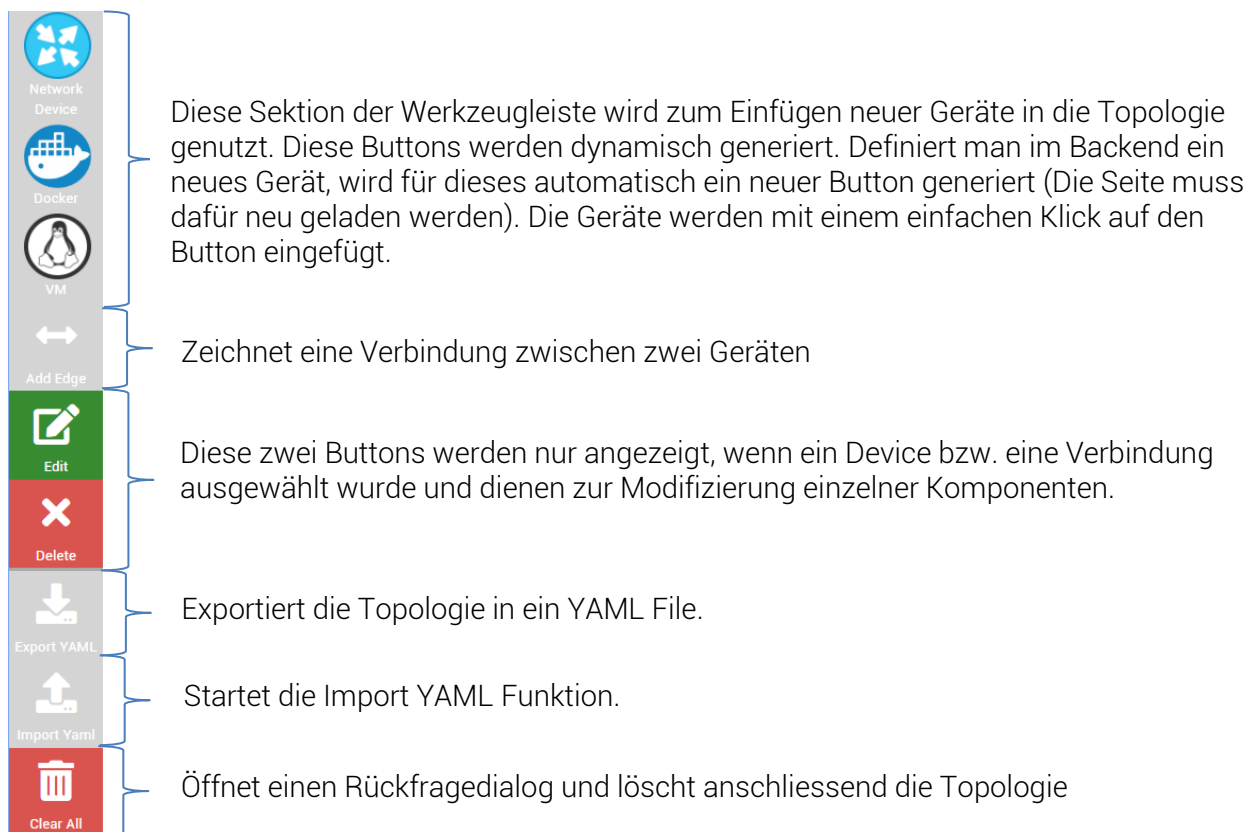 Network
Device
Docker
VM
Diese Sektion der Werkzeugleiste wird zum Einfügen neuer Geräte in die Topologie
genutzt. Diese Buttons werden dynamisch generiert. Definiert man im Backend ein
neues Gerät, wird für dieses automatisch ein neuer Button generiert (Die Seite muss
dafür neu geladen werden). Die Geräte werden mit einem einfachen Klick auf den
Button eingefügt.
Add Edge
Zeichnet eine Verbindung zwischen zwei Geräten
Edit
Delete
Diese zwei Buttons werden nur angezeigt, wenn ein Device bzw. eine Verbindung
ausgewählt wurde und dienen zur Modifizierung einzelner Komponenten.
Export YAML
Exportiert die Topologie in ein YAML File.
Import Yaml
Startet die Import YAML Funktion.
Clear All
Öffnet einen Rückfragedialog und löscht anschliessend die Topologie